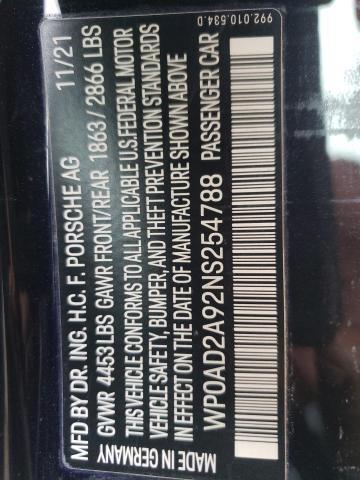 992.010.534.D
MFD BY DR. ING. H.C. F. PORSCHE AG 11/21
GVWR 4453 LBS GAWR FRONT/REAR 1863 / 2866 LBS
THIS VEHICLE CONFORMS TO ALL APPLICABLE U.S.FEDERAL MOTOR
VEHICLE SAFETY, BUMPER, AND THEFT PREVENTION STANDARDS
IN EFFECT ON THE DATE OF MANUFACTURE SHOWN ABOVE
WP0AD2A92NS254788 PASSENGER CAR
MADE IN GERMANY